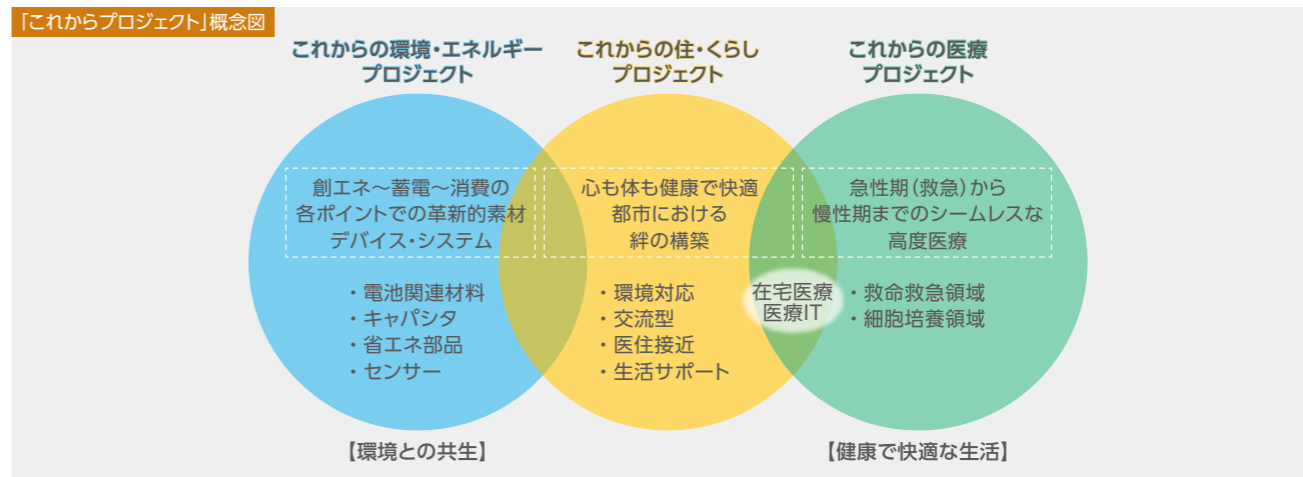 「これからプロジェクト」概念図
これからの環境・エネルギー
プロジェクト
これからの住・くらし
プロジェクト
これからの医療
プロジェクト
創エネ～蓄電～消費の
各ポイントでの革新的素材
デバイス・システム
心も体も健康で快適
都市における
絆の構築
急性期（救急）から
慢性期までのシームレスな
高度医療
・電池関連材料
・キャパシタ
・省エネ部品
・センサー
・環境対応
・交流型
・医住接近
・生活サポート
在宅医療
医療IT
・救命救急領域
・細胞培養領域
【環境との共生】
【健康で快適な生活】